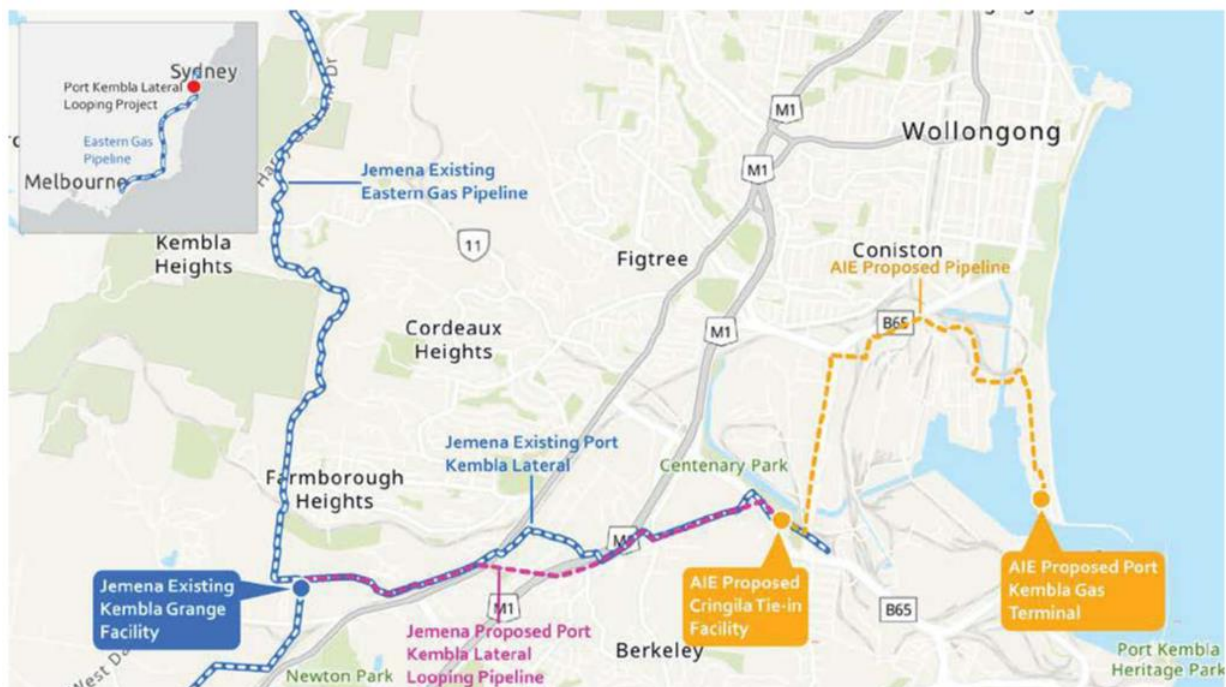 Sydney
Port Kembla Lateral
Looping Project
Eastern Gas
Pipeline
Melbourne
Jemena Existing
Eastern Gas Pipeline
Kembla
Heights
11
M1
M1
Wollongong
Figtree
Coniston
AIE Proposed Pipeline
B65
M1
Cordeaux
Heights
Jemena Existing Port
Kembla Lateral
Centenary Park
Farmborough
Heights
Jemena Existing
Kembla Grange
Facility
M1
Jemena Proposed Port
Kembla Lateral
Looping Pipeline
AIE Proposed
Cringila Tie-in
Facility
AIE Proposed Port
Kembla Gas
Terminal
B65
Berkeley
Newton Park
Port Kembla
Heritage Park